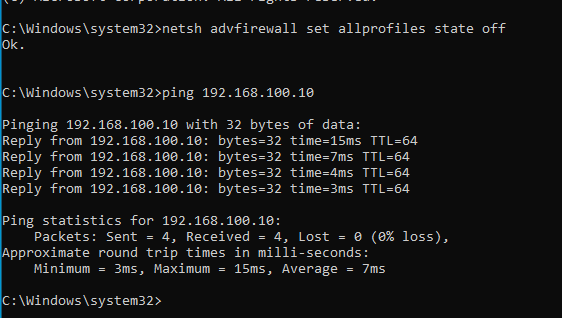 C:\Windows\system32>netsh advfirewall set allprofiles state off
Ok.
C:\Windows\system32>ping 192.168.100.10
Pinging 192.168.100.10 with 32 bytes of data:
Reply from 192.168.100.10: bytes=32 time=15ms TTL=64
Reply from 192.168.100.10: bytes=32 time=7ms TTL=64
Reply from 192.168.100.10: bytes=32 time=4ms TTL=64
Reply from 192.168.100.10: bytes=32 time=3ms TTL=64
Ping statistics for 192.168.100.10:
    Packets: Sent = 4, Received = 4, Lost = 0 (0% loss),
Approximate round trip times in milli-seconds:
    Minimum = 3ms, Maximum = 15ms, Average = 7ms
C:\Windows\system32>